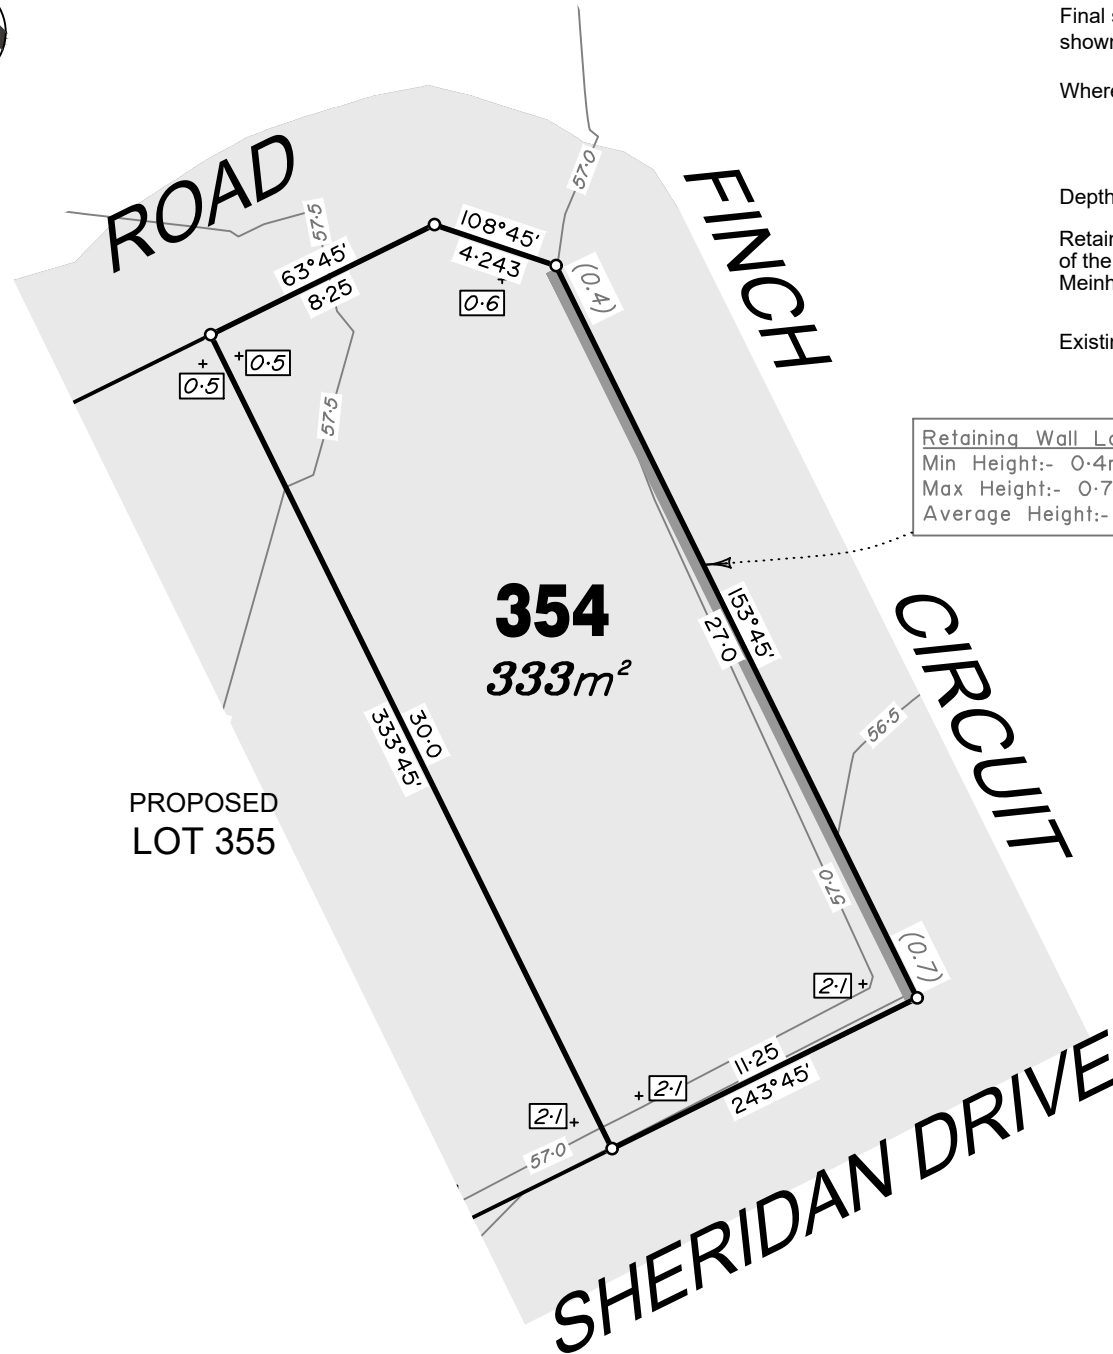 Final
shown
Where
Depth
Retain
of the
Meinh
Existin
ROAD
FINCH
CIRCUIT
SHERIDAN DRIVE
57·0
57·5
63°45'
8·25
108°45'
4·243
(0.4)
0·6
0·5
0·5
57·5
Retaining Wall Lo
Min Height:- 0·4m
Max Height:- 0·7
Average Height:-
354
333m²
153°45'
27·0
30·0
333°45'
56·5
PROPOSED
LOT 355
57·0
(0.7)
2·1
11·25
243°45'
2·1
2·1
57·0